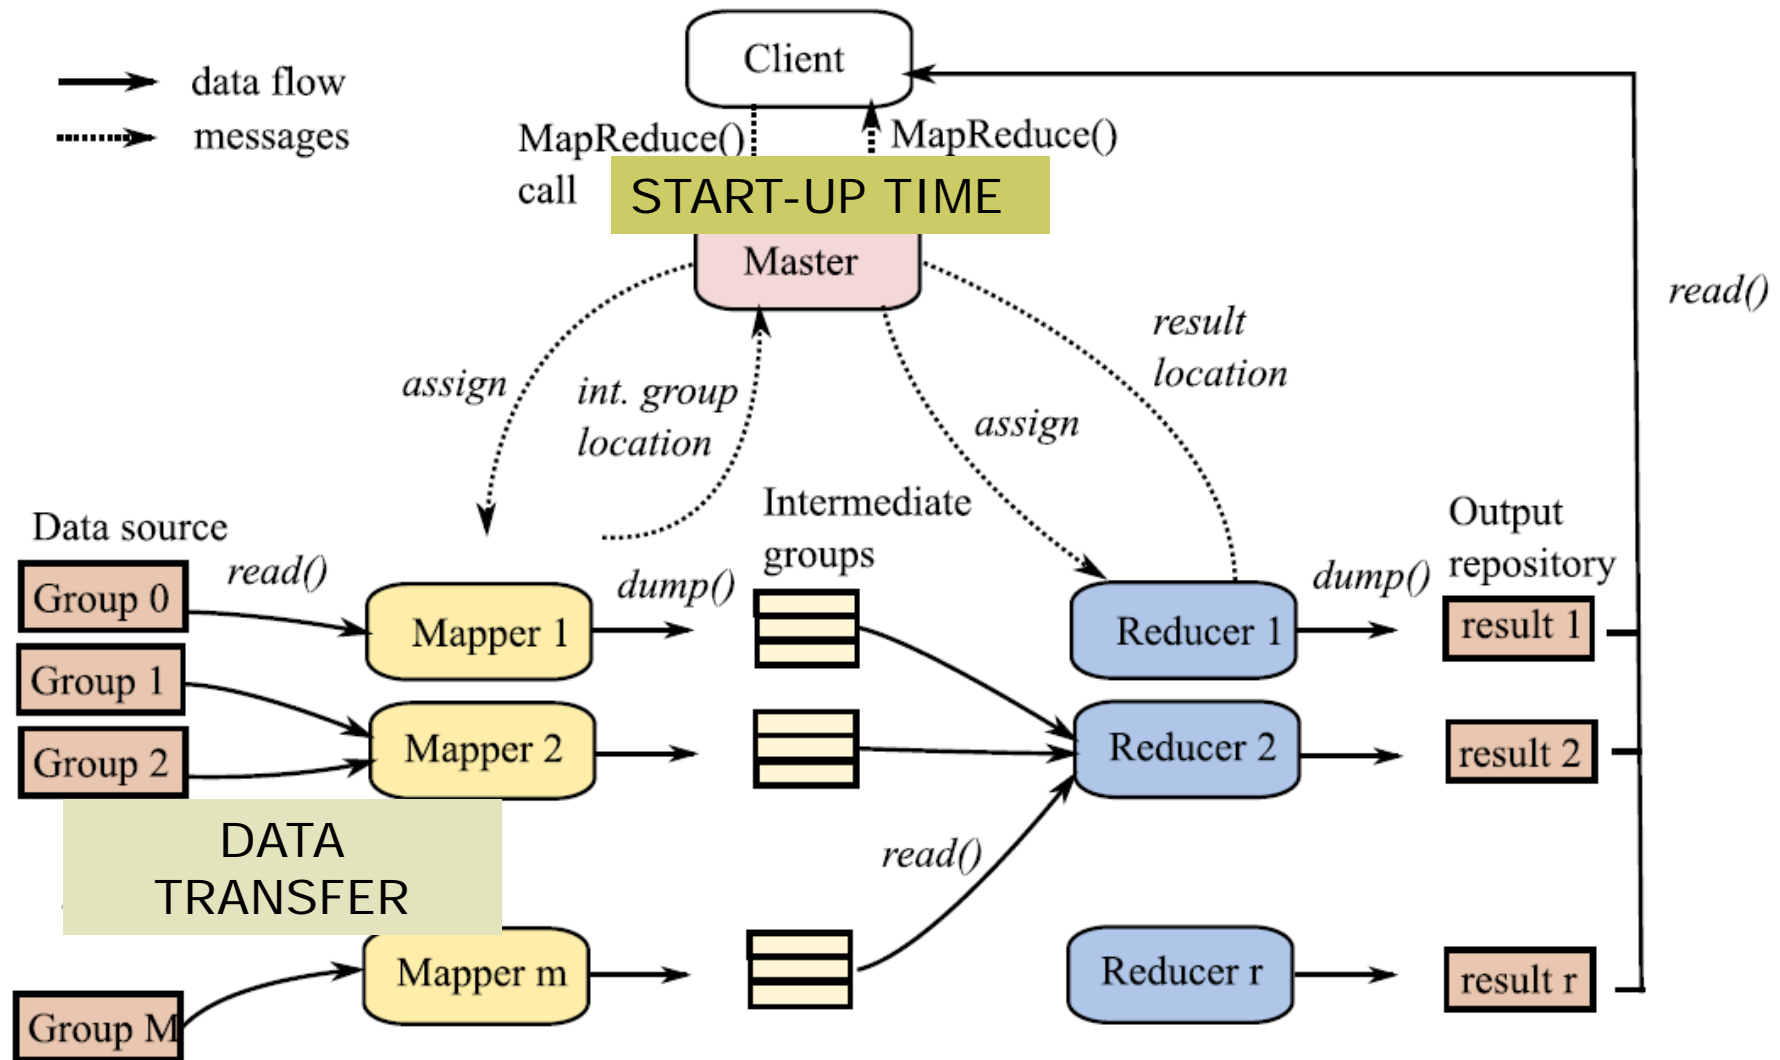 Client
data flow
messages
MapReduce()
call
MapReduce()
START-UP TIME
Master
read()
assign
int. group
location
assign
result
location
Data source
read()
dump()
Intermediate
groups
dump()
Output
repository
Group 0
Mapper 1
Reducer 1
result 1
Group 1
Group 2
Mapper 2
Reducer 2
result 2
DATA
TRANSFER
read()
Group M
Mapper m
Reducer r
result r